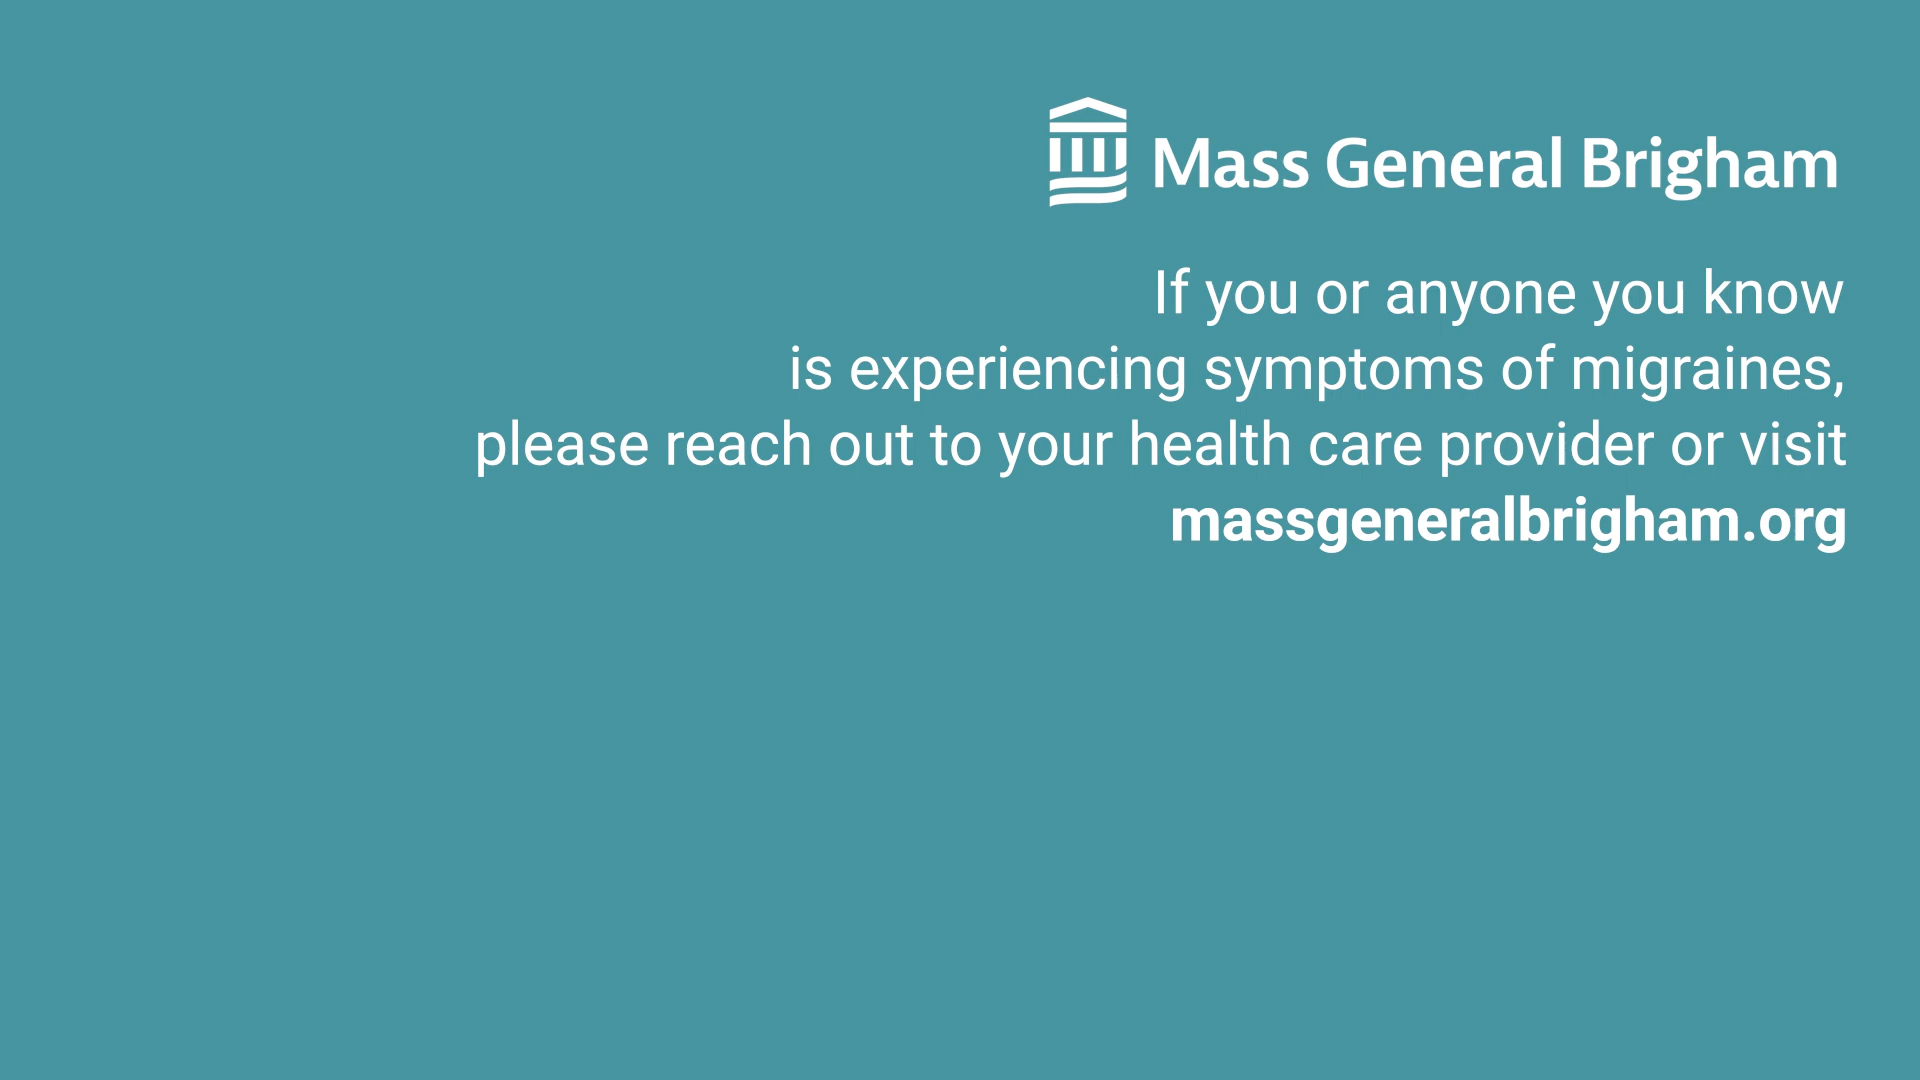 Mass General Brigham
If you or anyone you know
is experiencing symptoms of migraines,
please reach out to your health care provider or visit
massgeneralbrigham.org